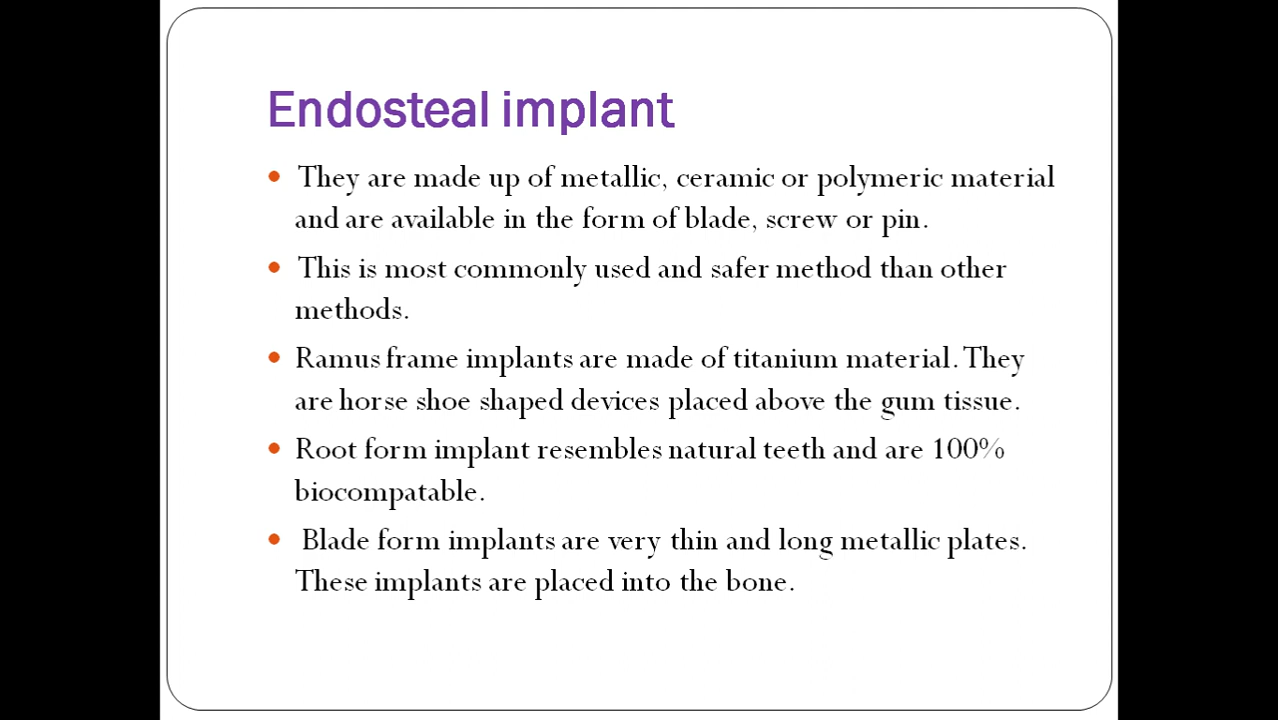 Endosteal implant
• They are made up of metallic, ceramic or polymeric material
and are available in the form of blade, screw or pin.
• This is most commonly used and safer method than other
methods.
• Ramus frame implants are made of titanium material. They
are horse shoe shaped devices placed above the gum tissue.
• Root form implant resembles natural teeth and are 100%
biocompatable.
• Blade form implants are very thin and long metallic plates.
These implants are placed into the bone.